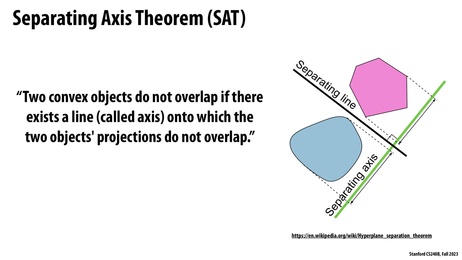 Separating Axis Theorem (SAT)
“Two convex objects do not overlap if there
exists a line (called axis) onto which the
two objects' projections do not overlap.”
Separating line
Separating axis
https://en.wikipedia.org/wiki/Hyperplane_separation_theorem
Stanford CS248B, Fall 2023